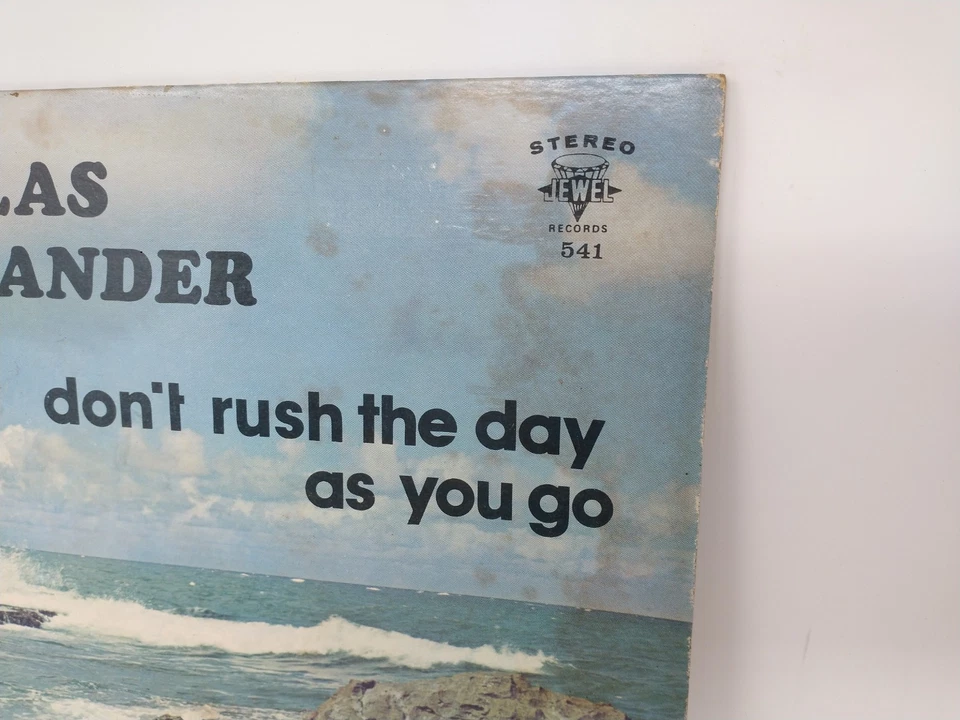 STEREO
JEWEL
RECORDS
541
LAS
ANDER
don't rush the day
as you go